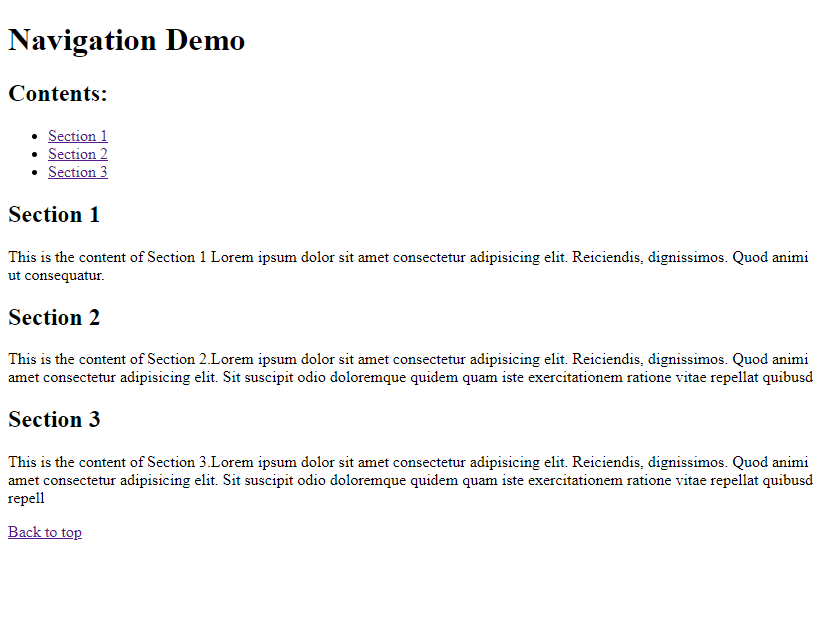 Navigation Demo
Contents:
Section 1
Section 2
Section 3
Section 1
This is the content of Section 1 Lorem ipsum dolor sit amet consectetur adipisicing elit. Reiciendis, dignissimos. Quod animi
ut consequatur.
Section 2
This is the content of Section 2.Lorem ipsum dolor sit amet consectetur adipisicing elit. Reiciendis, dignissimos. Quod animi
amet consectetur adipisicing elit. Sit suscipit odio doloremque quidem quam iste exercitationem ratione vitae repellat quibusd
Section 3
This is the content of Section 3.Lorem ipsum dolor sit amet consectetur adipisicing elit. Reiciendis, dignissimos. Quod animi
amet consectetur adipisicing elit. Sit suscipit odio doloremque quidem quam iste exercitationem ratione vitae repellat quibusd
repell
Back to top